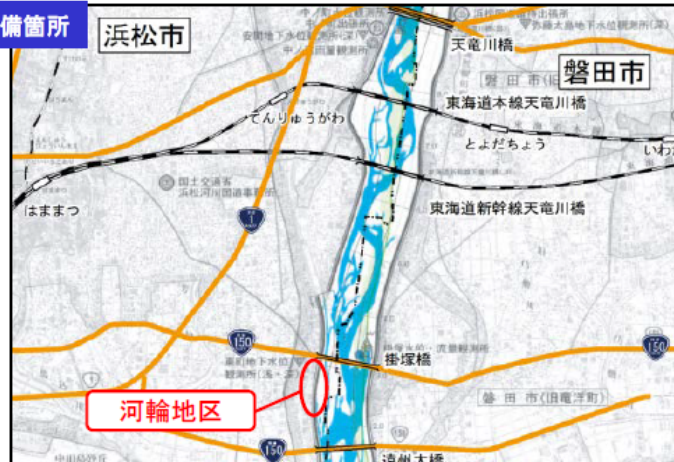 備箇所
浜松市
天竜川橋
磐田市
東海道本線天竜川橋
てんりゅうがわ
とよだちょう
いわ
国土交通省
浜松河川国道事務所
はままつ
東海道新幹線天竜川橋
1
150
150
掛塚橋
河輪地区
磐田市(旧竜洋町)
150
遠州大橋